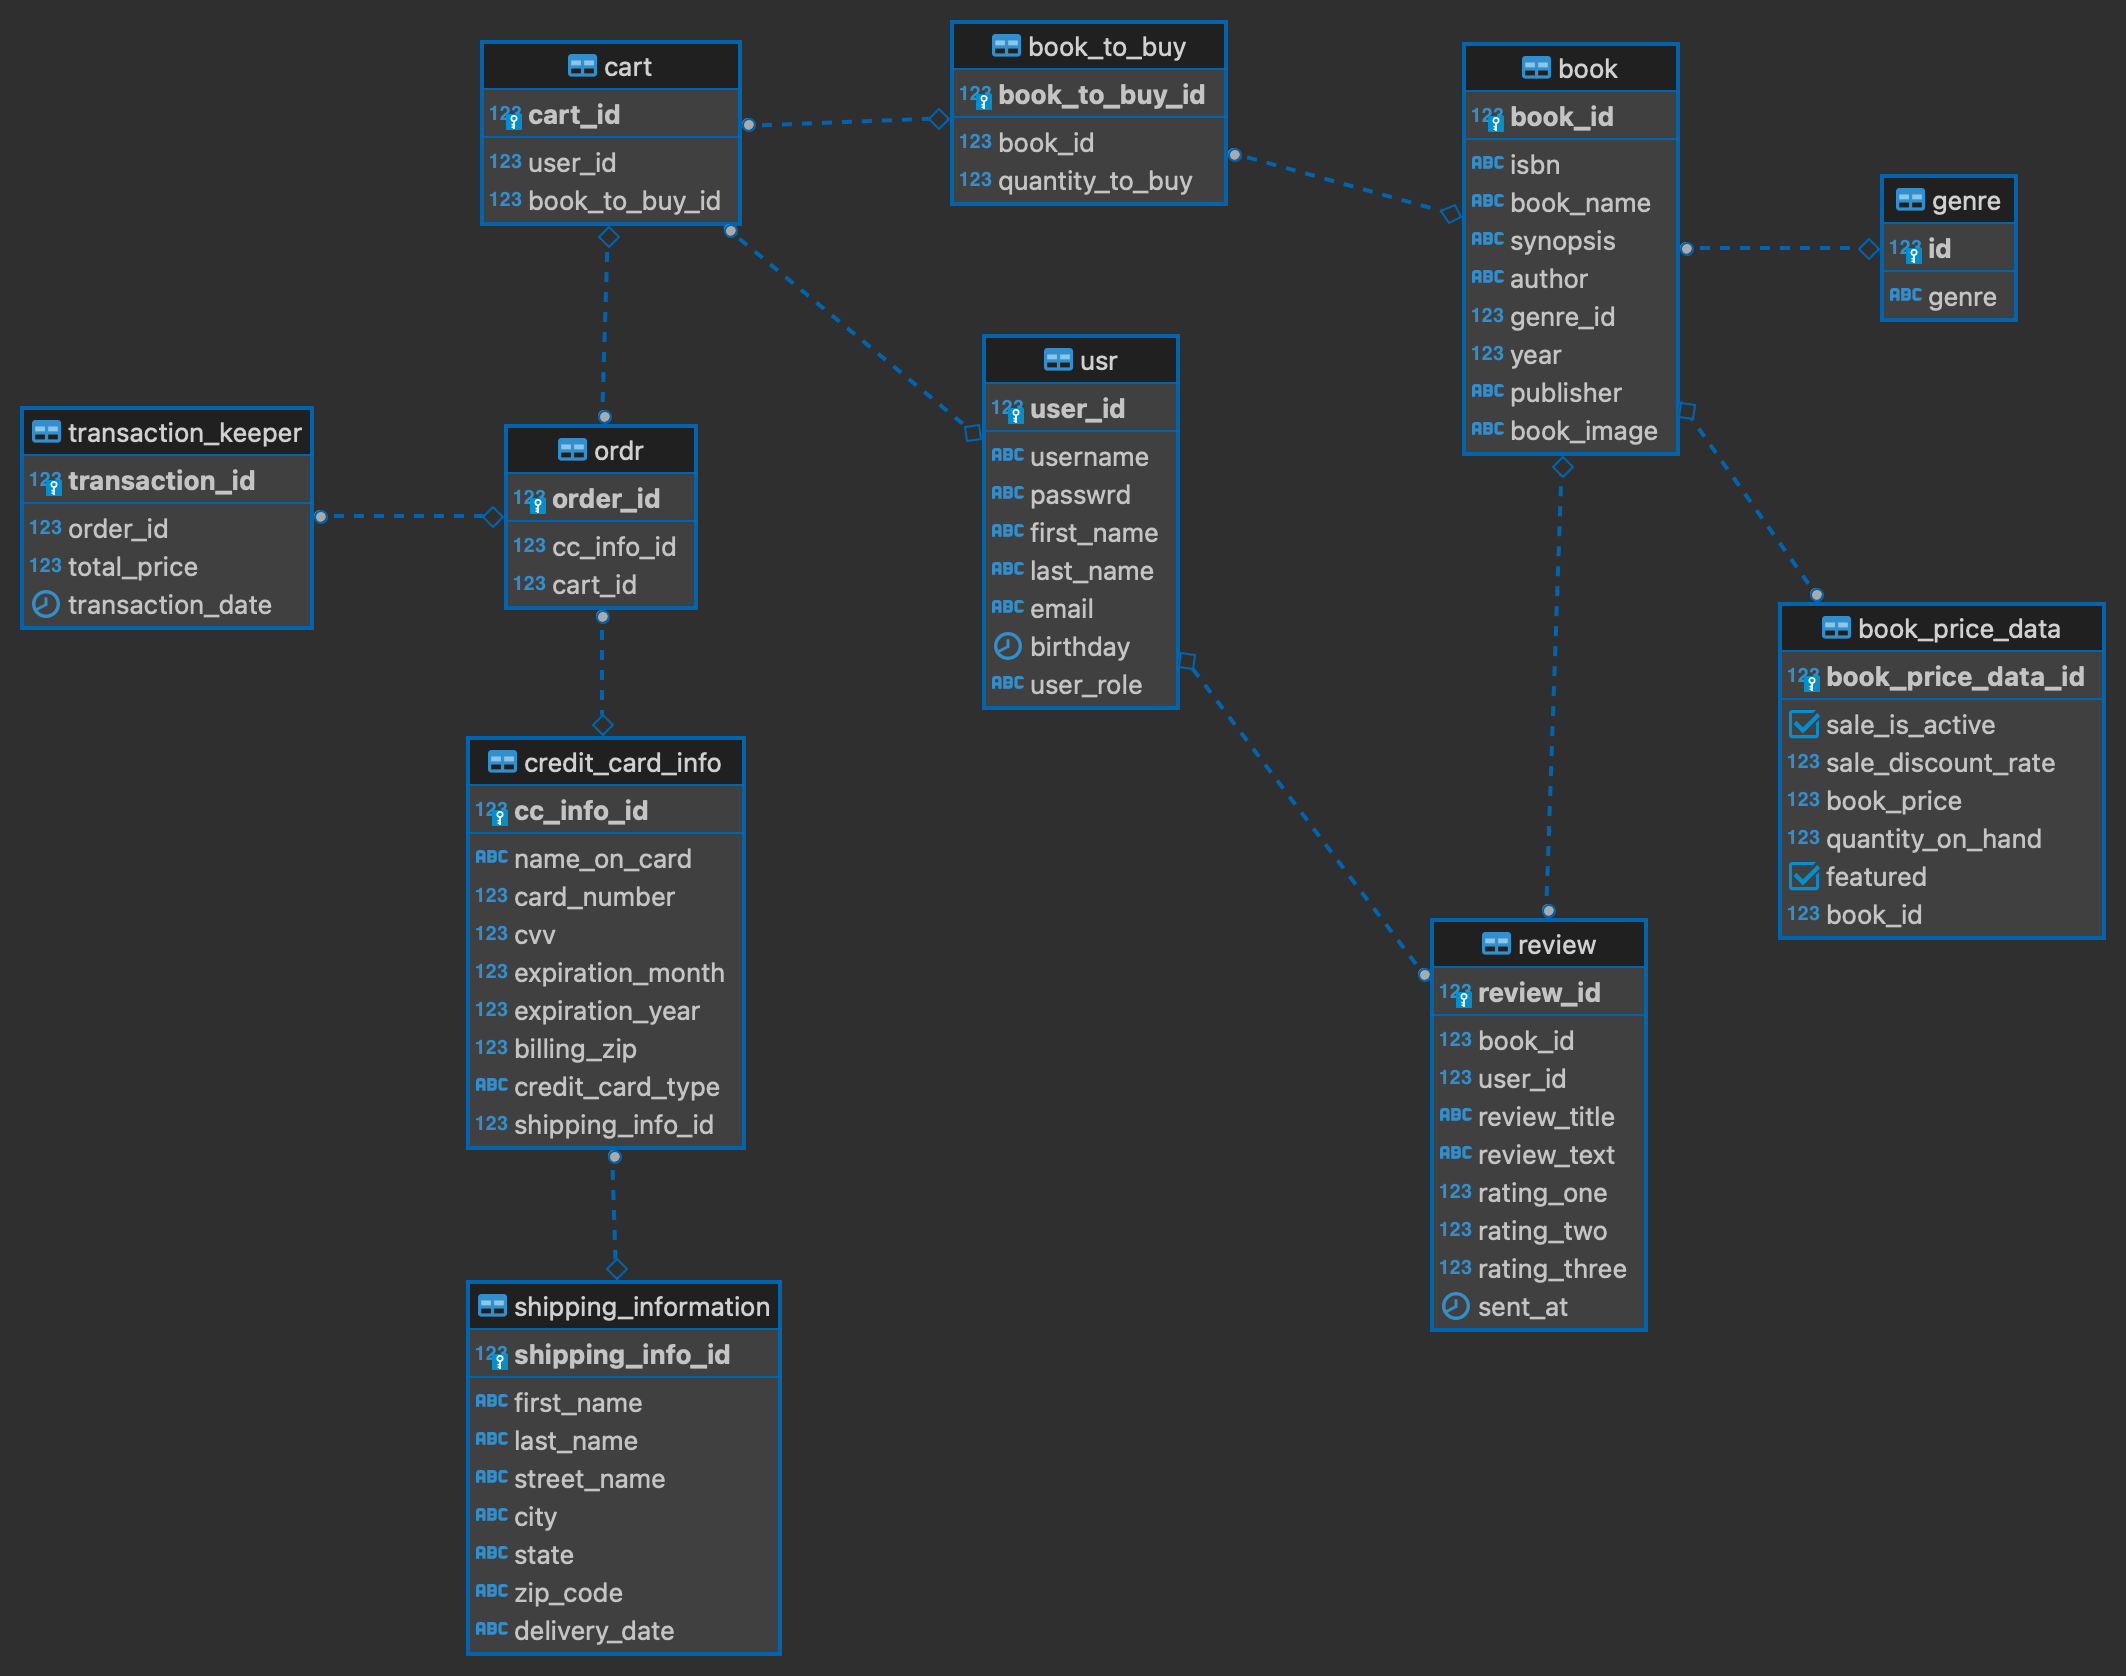 cart
123 cart_id
123 user_id
123 book_to_buy_id
book_to_buy
123 book_to_buy_id
123 book_id
123 quantity_to_buy
book
123 book_id
ABC isbn
ABC book_name
ABC synopsis
ABC author
123 genre_id
123 year
ABC publisher
ABC book_image
genre
123 id
ABC genre
usr
123 user_id
ABC username
ABC passwrd
ABC first_name
ABC last_name
ABC email
birthday
ABC user_role
transaction_keeper
123 transaction_id
123 order_id
123 total_price
transaction_date
ordr
123 order_id
123 cc_info_id
123 cart_id
book_price_data
123 book_price_data_id
sale_is_active
123 sale_discount_rate
123 book_price
123 quantity_on_hand
featured
123 book_id
credit_card_info
123 cc_info_id
ABC name_on_card
123 card_number
123 cvv
123 expiration_month
123 expiration_year
123 billing_zip
ABC credit_card_type
123 shipping_info_id
review
123 review_id
123 book_id
123 user_id
ABC review_title
ABC review_text
123 rating_one
123 rating_two
123 rating_three
sent_at
shipping_information
123 shipping_info_id
ABC first_name
ABC last_name
ABC street_name
ABC city
ABC state
ABC zip_code
ABC delivery_date